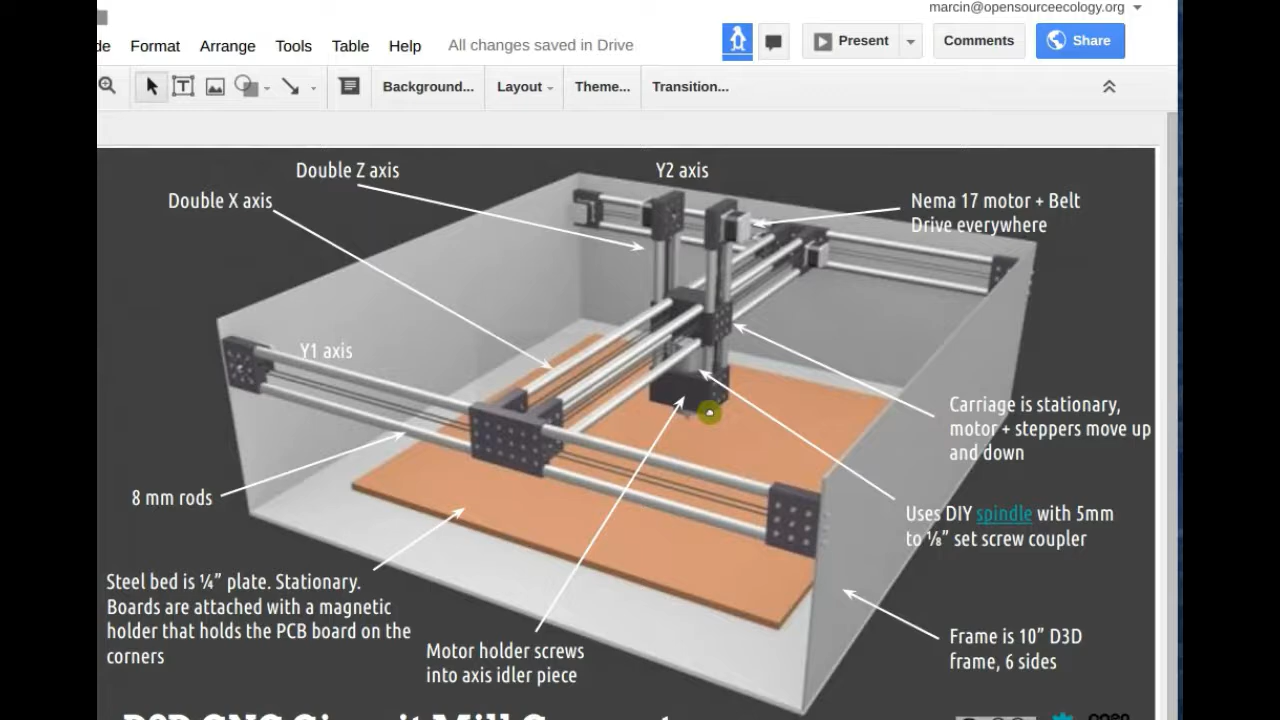 marcin@opensourceecology.org
Format Arrange Tools Table Help All changes saved in Drive Present Comments Share
Background... Layout Theme... Transition...
Double Z axis
Y2 axis
Double X axis
Nema 17 motor + Belt
Drive everywhere
Y1 axis
Carriage is stationary,
motor + steppers move up
and down
8 mm rods
Uses DIY spindle with 5mm
to ⅛” set screw coupler
Steel bed is ¼” plate. Stationary.
Boards are attached with a magnetic
holder that holds the PCB board on the
corners
Motor holder screws
into axis idler piece
Frame is 10” D3D
frame, 6 sides
D3D CNC Circuit Mill